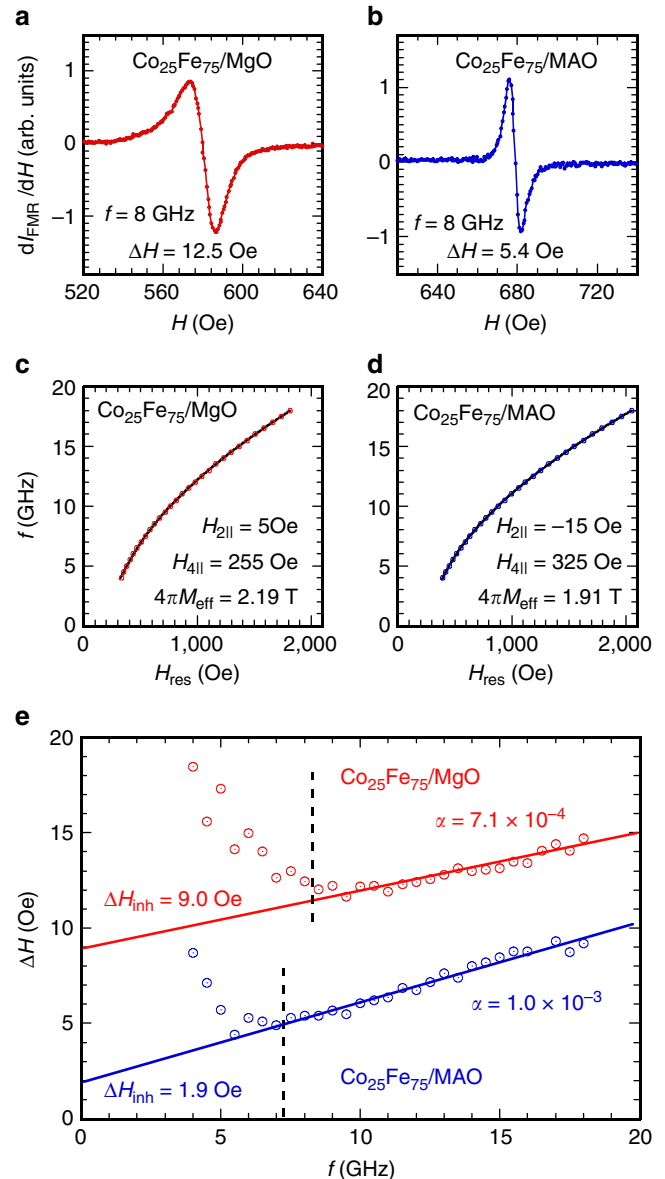 a
Co25Fe75/MgO
1
0
–1
dIFMR/dH (arb. units)
f = 8 GHz
ΔH = 12.5 Oe
520 560 600 640
H (Oe)
b
Co25Fe75/MAO
1
0
–1
f = 8 GHz
ΔH = 5.4 Oe
640 680 720
H (Oe)
c
20
15
10
5
0
f (GHz)
Co25Fe75/MgO
H2|| = 5Oe
H4|| = 255 Oe
4πMeff = 2.19 T
0 1,000 2,000
Hres (Oe)
d
20
15
10
5
0
Co25Fe75/MAO
H2|| = –15 Oe
H4|| = 325 Oe
4πMeff = 1.91 T
0 1,000 2,000
Hres (Oe)
e
20
15
10
5
0
ΔH (Oe)
Co25Fe75/MgO
α = 7.1 × 10–4
ΔHinh = 9.0 Oe
α = 1.0 × 10–3
ΔHinh = 1.9 Oe
Co25Fe75/MAO
0 5 10 15 20
f (GHz)